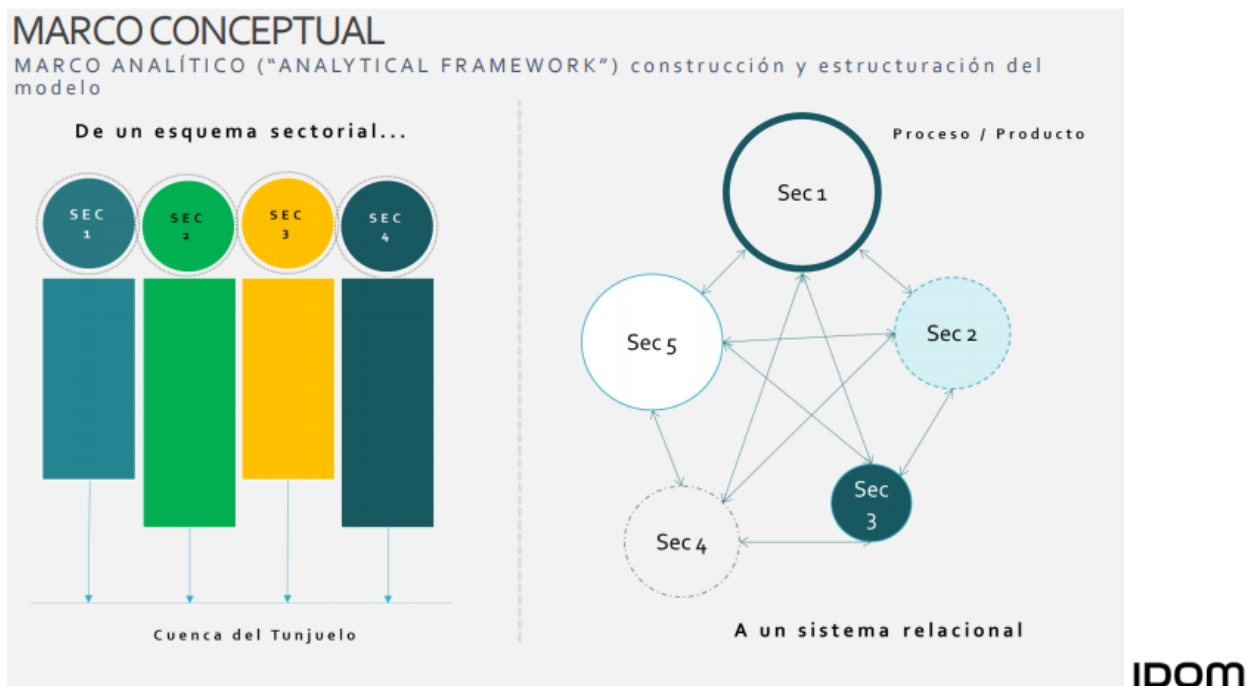 MARCO CONCEPTUAL
MARCO ANALÍTICO (“ANALYTICAL FRAMEWORK”) construcción y estructuración del
modelo
De un esquema sectorial...
SEC
1
SEC
2
SEC
3
SEC
4
Cuenca del Tunjuelo
Proceso / Producto
Sec 1
Sec 5
Sec 2
Sec
3
Sec 4
A un sistema relacional
IDOM